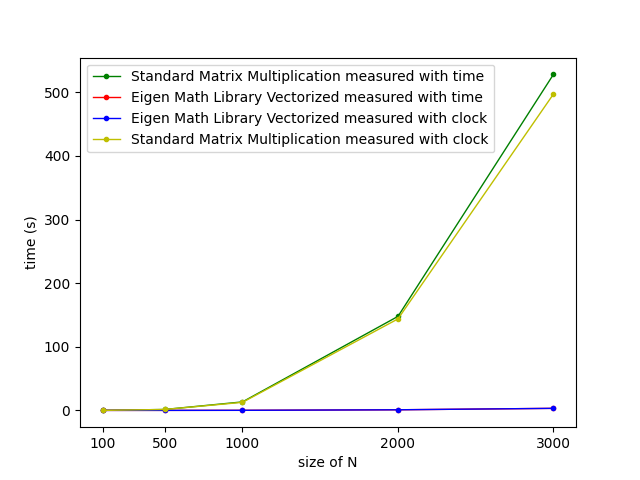 Standard Matrix Multiplication measured with time
Eigen Math Library Vectorized measured with time
Eigen Math Library Vectorized measured with clock
Standard Matrix Multiplication measured with clock
500
400
300
200
100
0
time (s)
100 500 1000 2000 3000
size of N